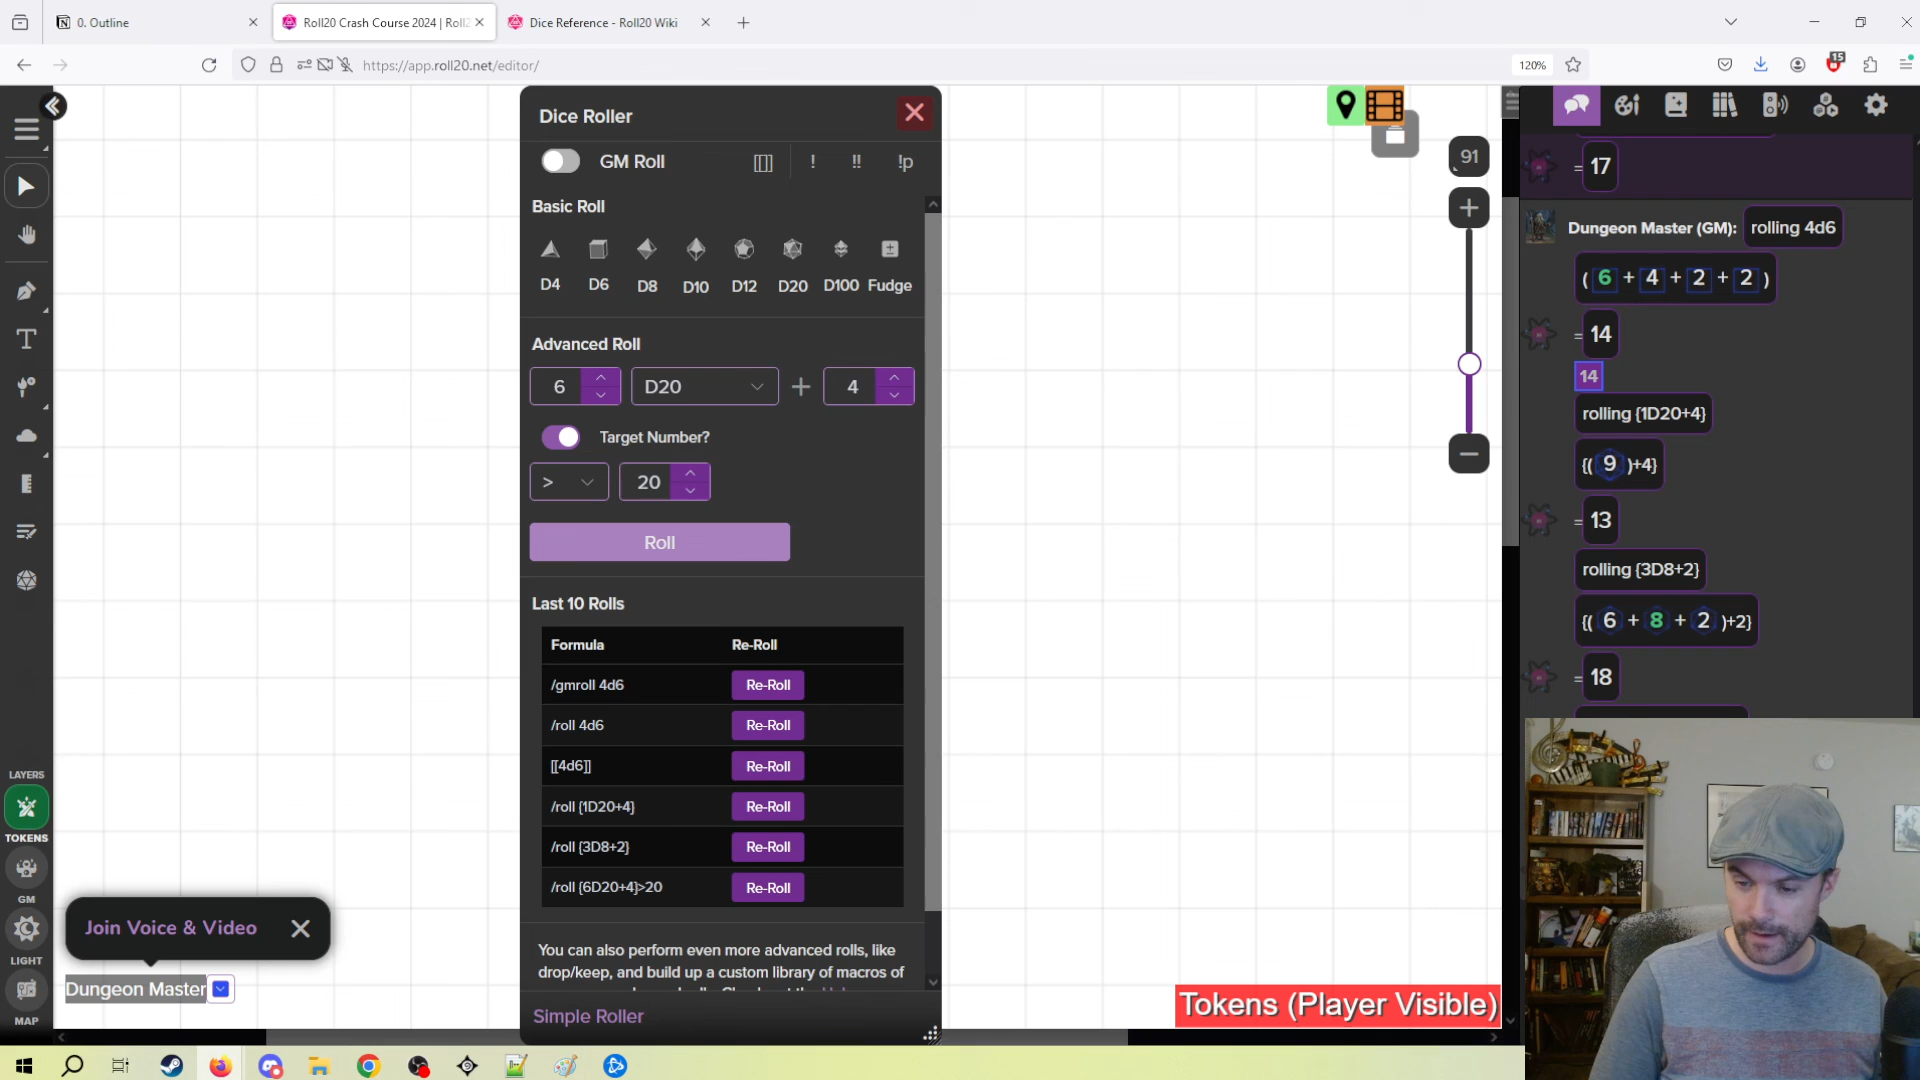 0. Outline
Roll20 Crash Course 2024 | Roll2
Dice Reference - Roll20 Wiki
https://app.roll20.net/editor/
120%
15
Dice Roller
GM Roll
[[]]
!
!!
!p
Basic Roll
D4
D6
D8
D10
D12
D20
D100
Fudge
Advanced Roll
6
D20
+
4
Target Number?
>
20
Roll
Last 10 Rolls
Formula
Re-Roll
/gmroll 4d6
Re-Roll
/roll 4d6
Re-Roll
[[4d6]]
Re-Roll
/roll {1D20+4}
Re-Roll
/roll {3D8+2}
Re-Roll
/roll {6D20+4}>20
Re-Roll
You can also perform even more advanced rolls, like
drop/keep, and build up a custom library of macros of
Simple Roller
91
=17
Dungeon Master (GM): rolling 4d6
(6+4+2+2)
=14
14
rolling {1D20+4}
{(9)+4}
=13
rolling {3D8+2}
{(6+8+2)+2}
=18
LAYERS
TOKENS
GM
LIGHT
MAP
Join Voice & Video
Dungeon Master
Tokens (Player Visible)